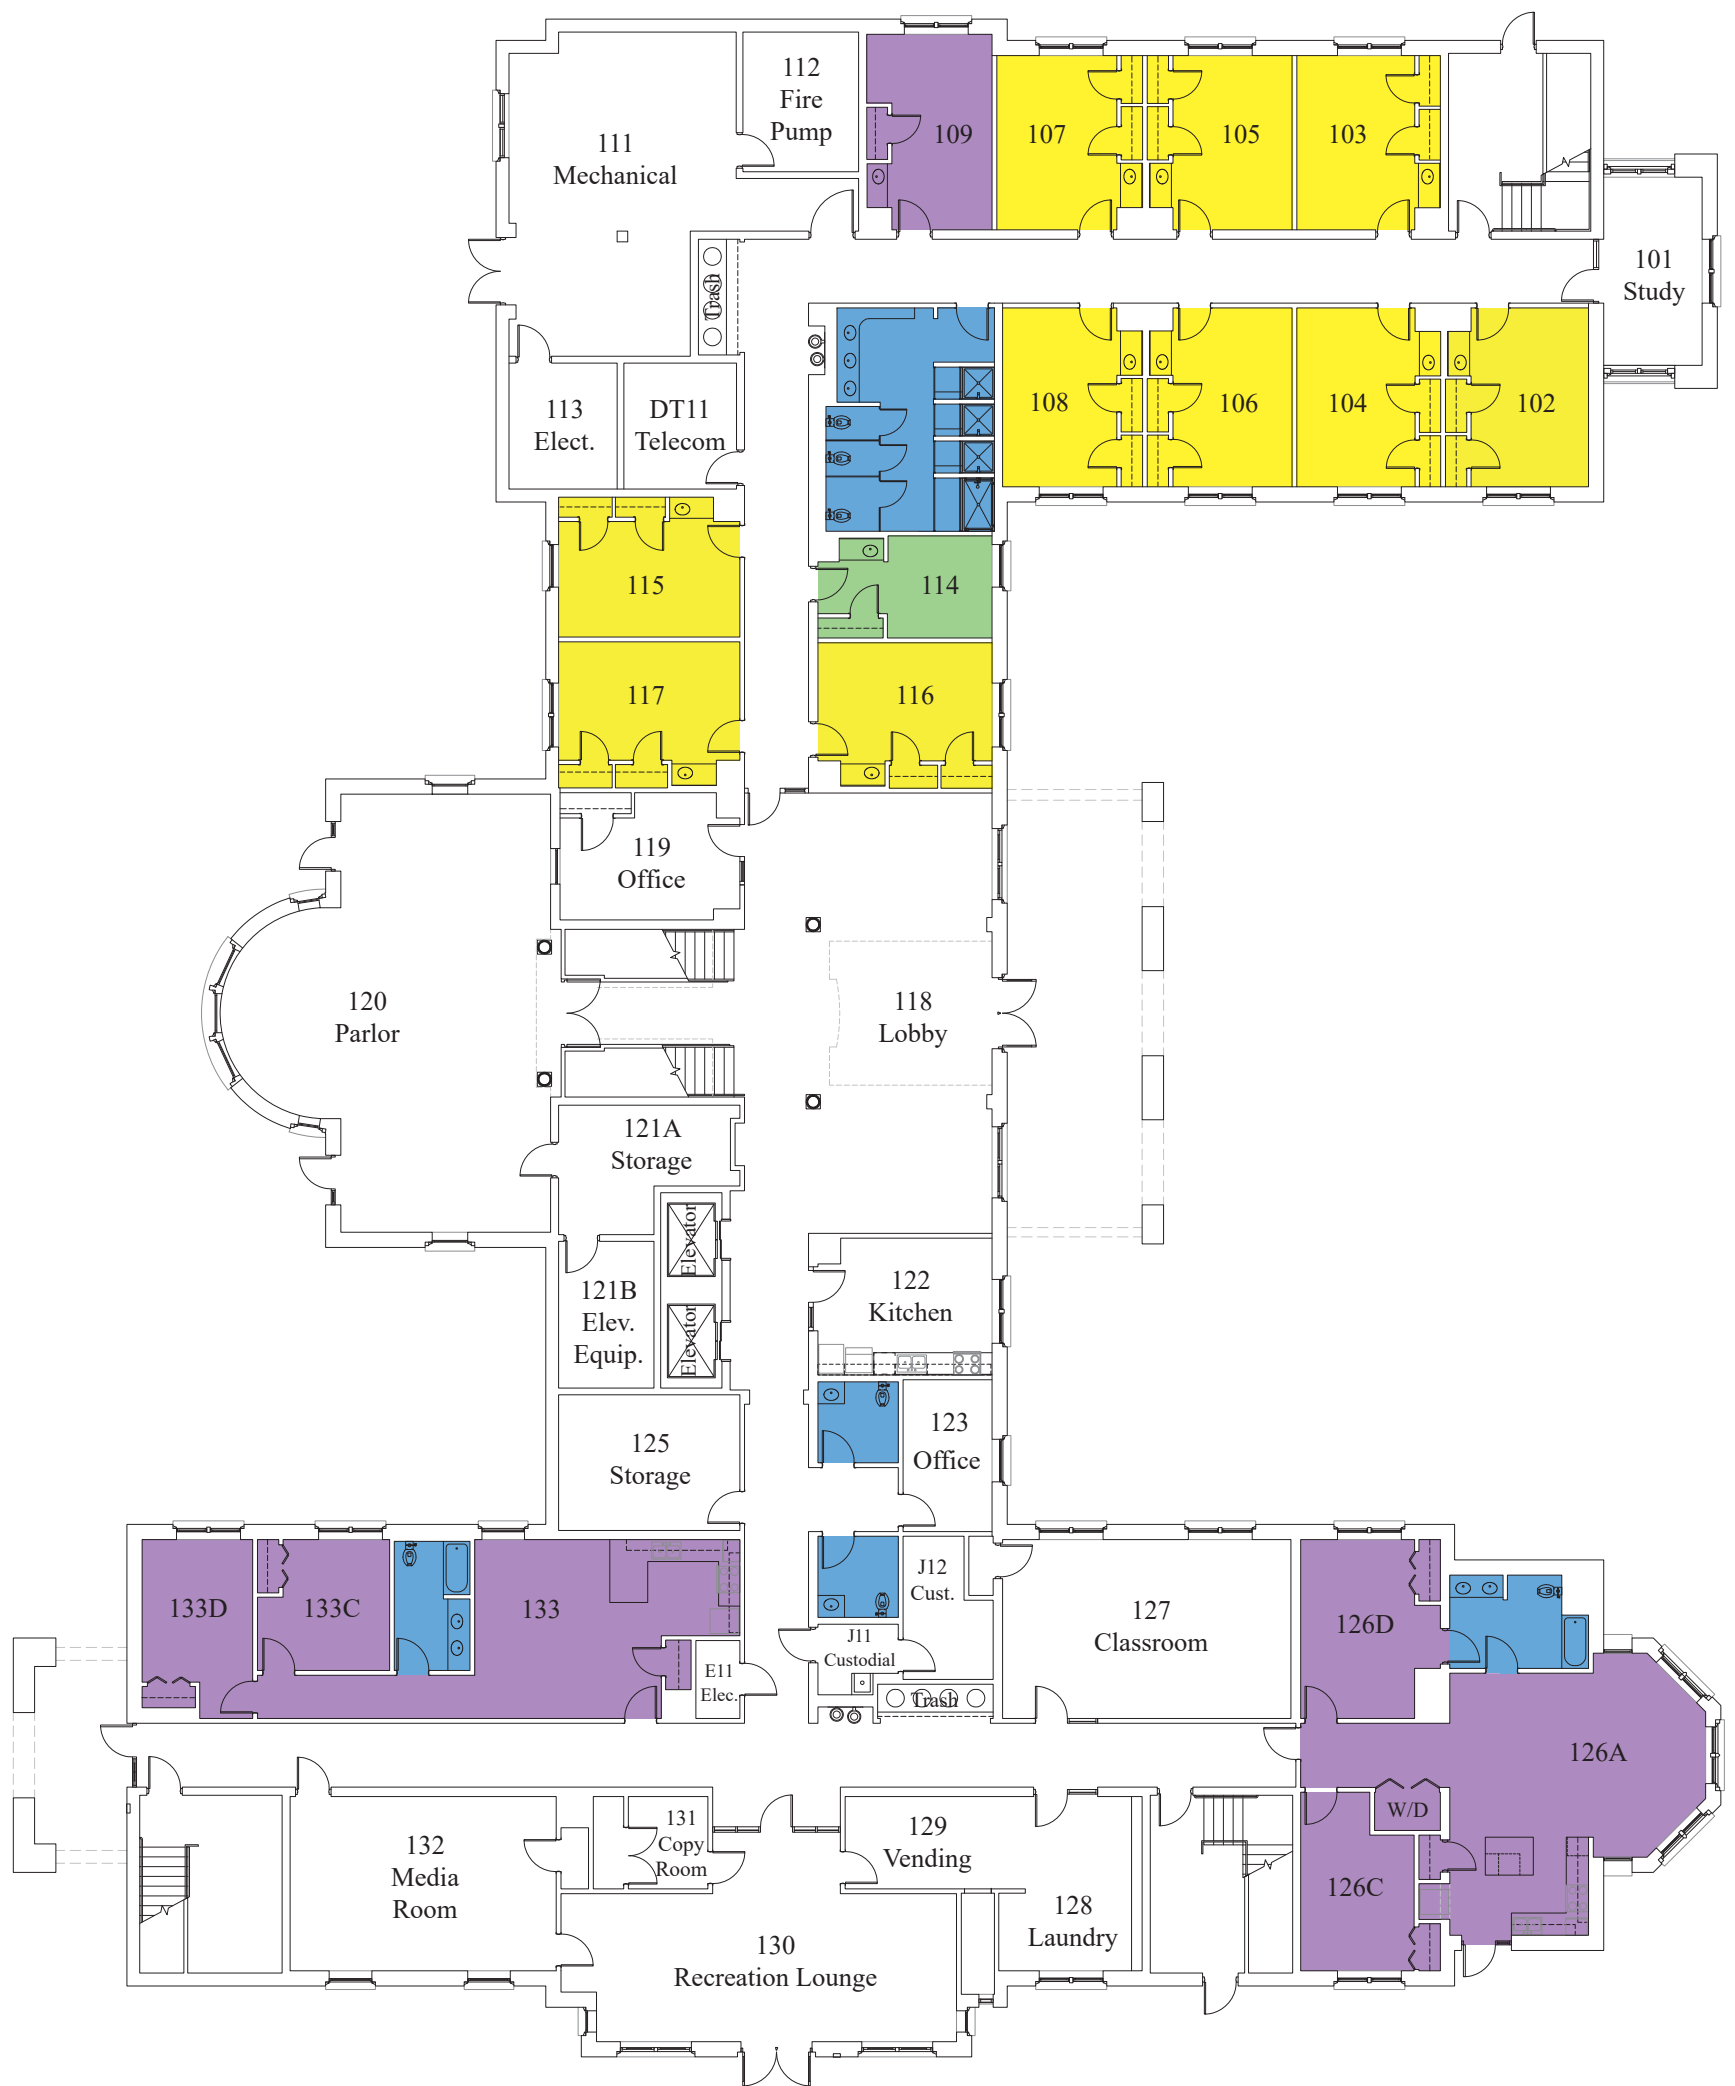 112
Fire
Pump
109
107
105
103
111
Mechanical
101
Study
Trash
108
106
104
102
113
Elect.
DT11
Telecom
115
114
117
116
119
Office
120
Parlor
118
Lobby
121A
Storage
Elevator
122
Kitchen
121B
Elev.
Equip.
Elevator
123
Office
125
Storage
133D
133C
133
J12
Cust.
127
Classroom
126D
J11
Custodial
E11
Elec.
Trash
126A
W/D
131
Copy
Room
129
Vending
132
Media
Room
126C
128
Laundry
130
Recreation Lounge